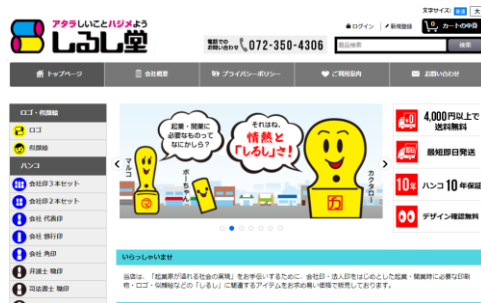 文字サイズ: 普通 大
アタラしいことハジメよう
しるし堂
ログイン
新規登録
カートの中身
電話での
お問い合わせ
072-350-4306
商品検索
検索
トップページ
会社概要
プライバシーポリシー
ご利用案内
お問い合わせ
ロゴ・似顔絵
ロゴ
似顔絵
ハンコ
会社印3本セット
会社印2本セット
会社 代表印
会社 銀行印
会社 角印
弁護士 職印
司法書士 職印
起業・開業に
必要なものって
なにかしら?
それはね、
情熱と
「しるし」さ!
マルコ
ボーちゃん
カクタロー
4,000円以上で
送料無料
最短即日発送
10年
ハンコ10年保証
デザイン確認無料
いらっしゃいませ
当店は、「起業家が溢れる社会の実現」をお手伝いするために、会社印・法人印をはじめとした起業・開業時に必要な印刷
物・ロゴ・似顔絵などの「しるし」に関連するアイテムをお求め易い価格で販売しております。